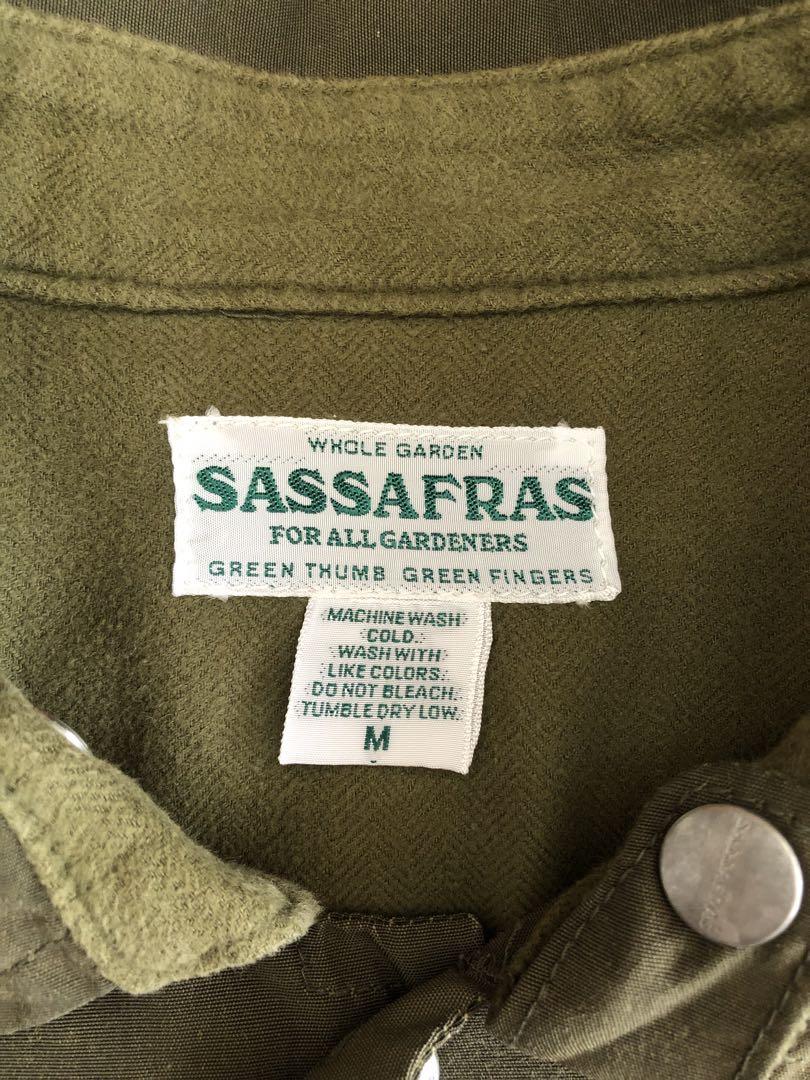 WHOLE GARDEN
SASSAFRAS
FOR ALL GARDENERS
GREEN THUMB GREEN FINGERS
MACHINE WASH
COLD.
WASH WITH
LIKE COLORS.
DO NOT BLEACH.
TUMBLE DRY LOW.
M